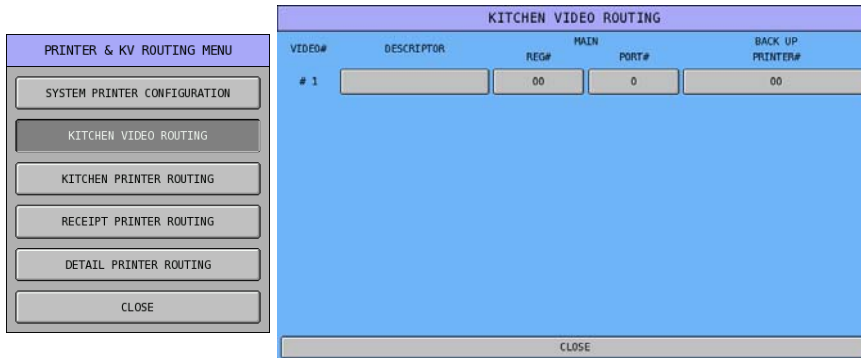 PRINTER & KV ROUTING MENU
SYSTEM PRINTER CONFIGURATION
KITCHEN VIDEO ROUTING
KITCHEN PRINTER ROUTING
RECEIPT PRINTER ROUTING
DETAIL PRINTER ROUTING
CLOSE
KITCHEN VIDEO ROUTING
VIDEO# DESCRIPTOR MAIN BACK UP
REG# PORT# PRINTER#
# 1 00 0 00
CLOSE